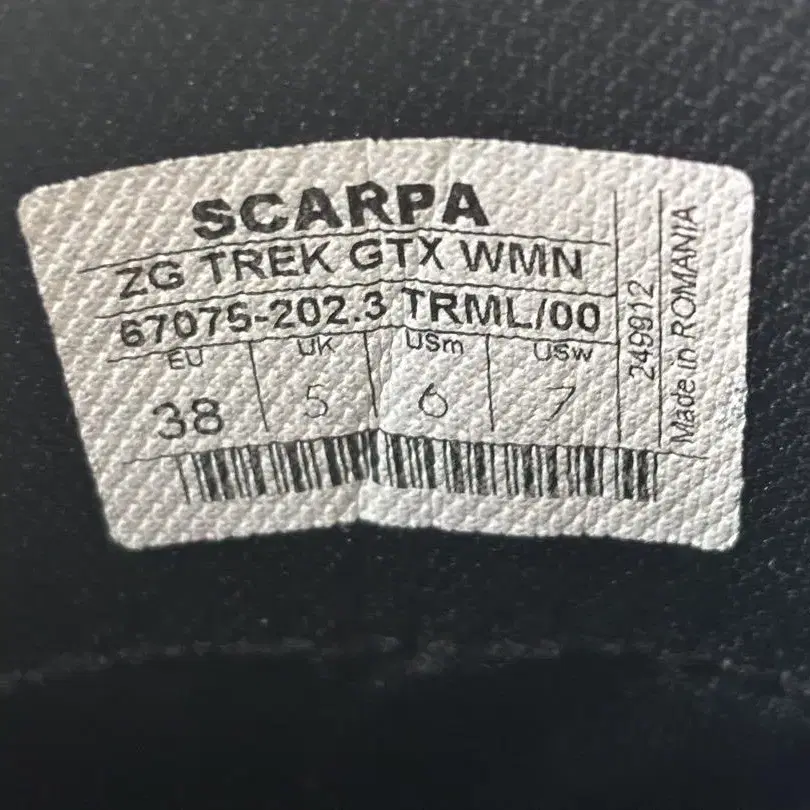 SCARPA
ZG TREK GTX WMN
67075-202.3 TRML/00
EU UK USm USw
38 5 6 7
249912
Made in ROMANIA